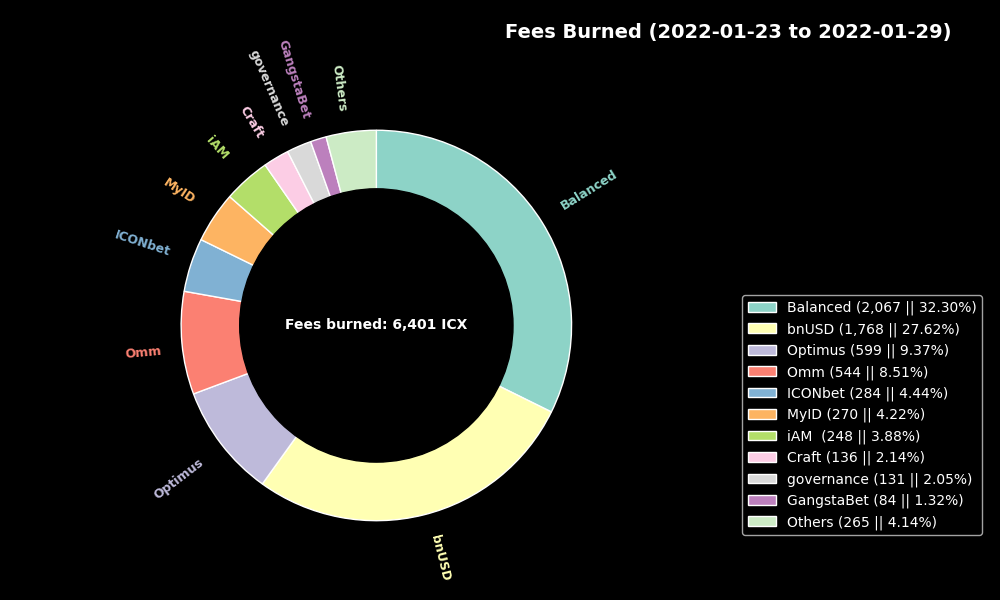 Fees Burned (2022-01-23 to 2022-01-29)
GangstaBet
governance
Others
Craft
iAM
MyID
Balanced
ICONbet
Omm
Fees burned: 6,401 ICX
Optimus
bnUSD
Balanced (2,067 || 32.30%)
bnUSD (1,768 || 27.62%)
Optimus (599 || 9.37%)
Omm (544 || 8.51%)
ICONbet (284 || 4.44%)
MyID (270 || 4.22%)
iAM  (248 || 3.88%)
Craft (136 || 2.14%)
governance (131 || 2.05%)
GangstaBet (84 || 1.32%)
Others (265 || 4.14%)